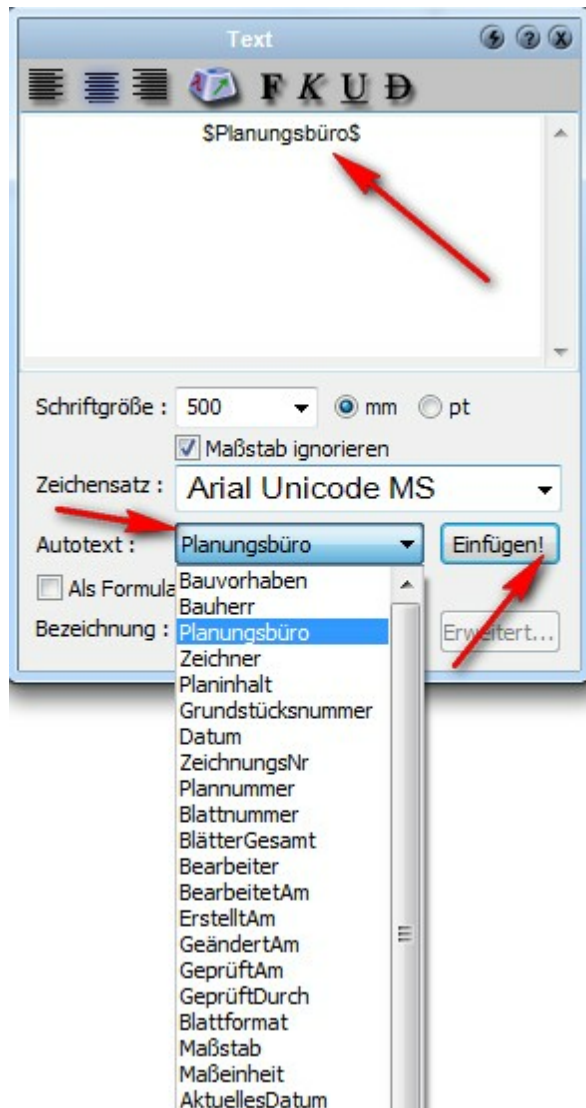 Text
F K U D
$Planungsbüro$
Schriftgröße : 500 mm pt
Maßstab ignorieren
Zeichensatz : Arial Unicode MS
Autotext : Planungsbüro Einfügen!
Als Formula
Bezeichnung : Erweitert...
Bauvorhaben
Bauherr
Planungsbüro
Zeichner
Planinhalt
Grundstücksnummer
Datum
ZeichnungsNr
Plannummer
Blattnummer
BlätterGesamt
Bearbeiter
BearbeitetAm
ErstelltAm
GeändertAm
GeprüftAm
GeprüftDurch
Blattformat
Maßstab
Maßeinheit
AktuellesDatum